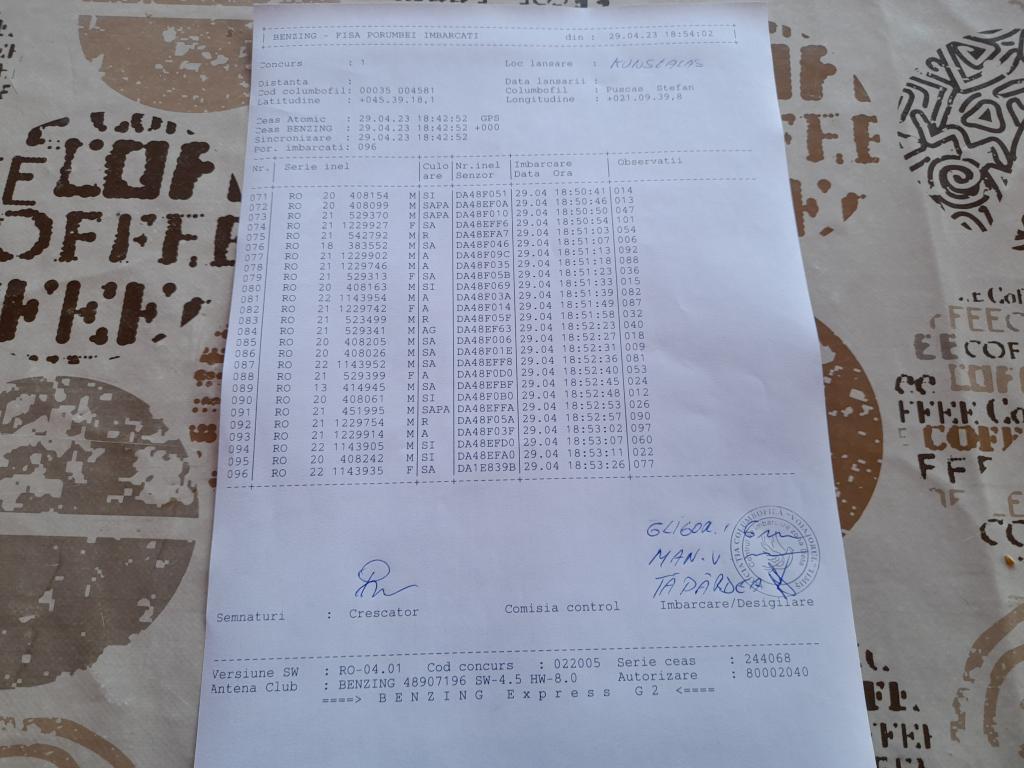 BENZING - FISA PORUMBEI IMBARCATI din : 29.04.23 18:54:02
Concurs : 1 Loc lansare : KUNSZALAS
Distanta : Data lansarii :
Cod columbofil: 00035 004581 Columbofil : Puscas Stefan
Latitudine : +045.39.18,1 Longitudine : +021.09.39,8
Ceas Atomic : 29.04.23 18:42:52 GPS
Ceas BENZING : 29.04.23 18:42:52 +000
Sincronizare : 29.04.23 18:42:52
Por. imbarcati: 096
Nr. Serie inel Culo Nr.inel Imbarcare Observatii
are Senzor Data Ora
071 RO 20 408154 M SI DA48F051 29.04 18:50:41 014
072 RO 20 408099 M SAPA DA48EF0A 29.04 18:50:46 013
073 RO 21 529370 M SAPA DA48F010 29.04 18:50:50 047
074 RO 21 1229927 F SA DA48EFF6 29.04 18:50:54 101
075 RO 21 542792 M R DA48EFA7 29.04 18:51:03 054
076 RO 18 383552 M SA DA48F046 29.04 18:51:07 006
077 RO 21 1229902 M A DA48F09C 29.04 18:51:13 092
078 RO 21 1229746 M A DA48F035 29.04 18:51:18 088
079 RO 21 529313 F SA DA48F05B 29.04 18:51:23 036
080 RO 20 408163 M SI DA48F069 29.04 18:51:33 015
081 RO 22 1143954 M A DA48F03A 29.04 18:51:39 082
082 RO 21 1229742 F A DA48F014 29.04 18:51:49 087
083 RO 21 523499 M R DA48F05F 29.04 18:51:58 032
084 RO 21 529341 M AG DA48EF63 29.04 18:52:23 040
085 RO 20 408205 M SA DA48F006 29.04 18:52:27 018
086 RO 20 408026 M SA DA48F01E 29.04 18:52:31 009
087 RO 22 1143952 M SA DA48EFF8 29.04 18:52:36 081
088 RO 21 529399 F A DA48F0D0 29.04 18:52:40 053
089 RO 13 414945 M SA DA48EFBF 29.04 18:52:45 024
090 RO 20 408061 M SI DA48F0B0 29.04 18:52:48 012
091 RO 21 451995 M SAPA DA48EFFA 29.04 18:52:53 026
092 RO 21 1229754 M R DA48F05A 29.04 18:52:57 090
093 RO 21 1229914 M A DA48F03F 29.04 18:53:02 097
094 RO 22 1143905 M SI DA48EFD0 29.04 18:53:07 060
095 RO 20 408242 M SI DA48EFA0 29.04 18:53:11 022
096 RO 22 1143935 F SA DA1E839B 29.04 18:53:26 077
GLIGOR.
MAN.V
TĂPĂRDEA
Semnaturi : Crescator Comisia control Imbarcare/Desigilare
Versiune SW : RO-04.01 Cod concurs : 022005 Serie ceas : 244068
Antena Club : BENZING 48907196 SW-4.5 HW-8.0 Autorizare : 80002040
====> BENZING Express G2 <====